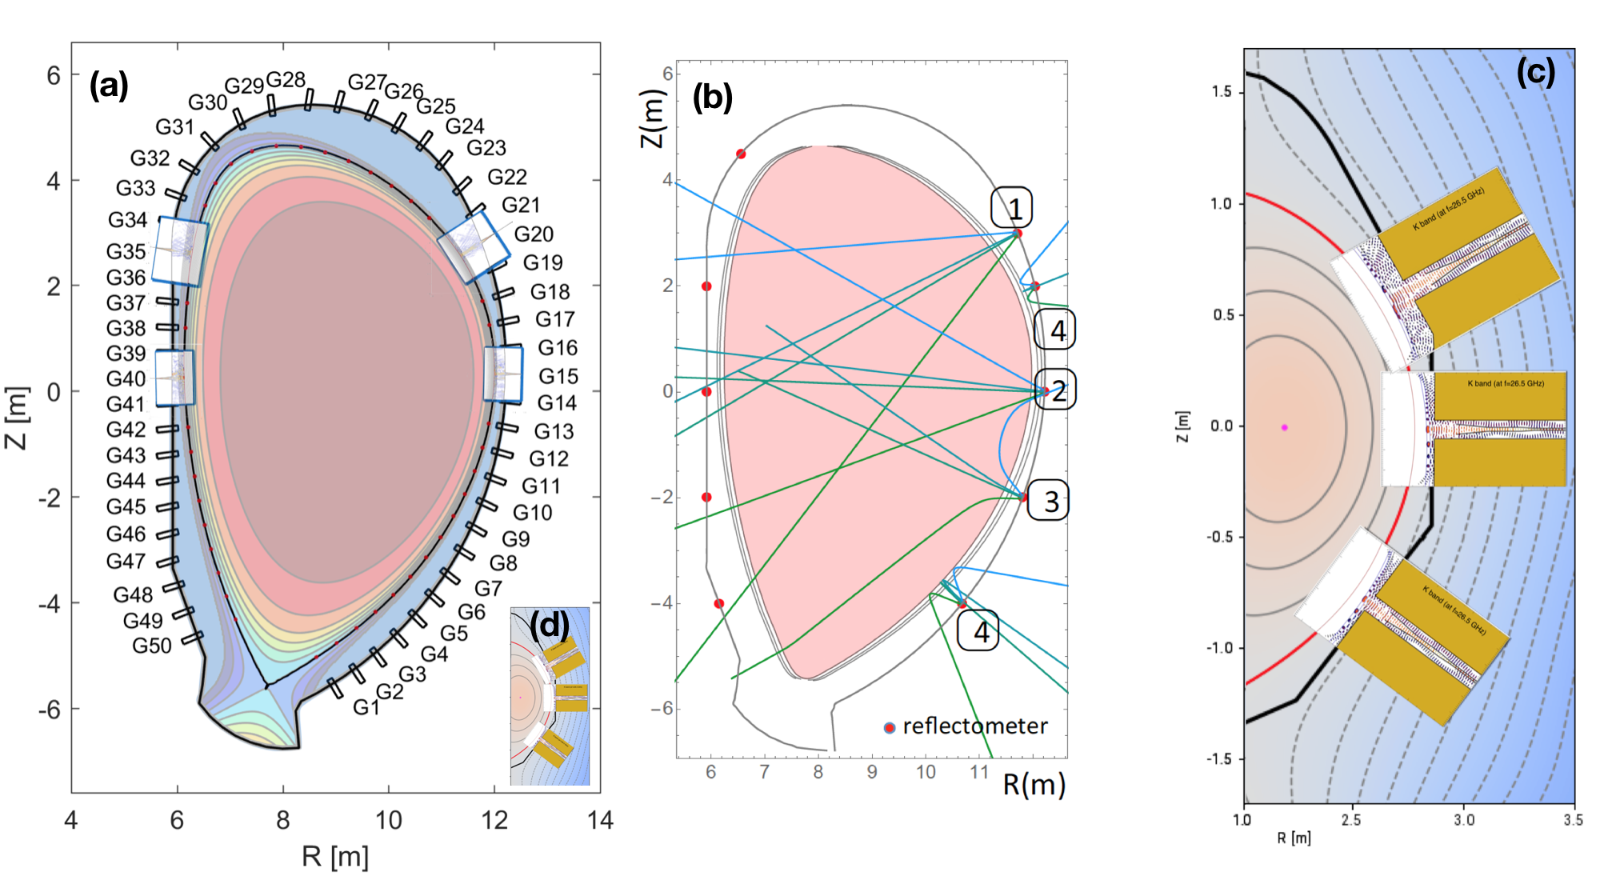 (a)
G28
G27
G29
G26
G30
G25
G31
G24
G32
G23
G33
G22
G34
G21
G35
G20
G36
G19
G37
G18
G38
G17
G39
G16
G40
G15
G41
G14
G42
G13
G43
G12
G44
G11
G45
G10
G46
G9
G47
G8
G48
G7
G49
G6
G50
G5
G4
G3
G2
G1
(d)
6
4
2
0
-2
-4
-6
Z [m]
4 6 8 10 12 14
R [m]
(b)
Z(m)
6
4
2
0
-2
-4
-6
1
4
2
3
4
reflectometer
6 7 8 9 10 11
R(m)
(c)
1.5
1.0
0.5
0.0
-0.5
-1.0
-1.5
Z [m]
K band (at f=26.5 GHz)
K band (at f=26.5 GHz)
K band (at f=26.5 GHz)
1.0 2.5 3.0 3.5
R [m]